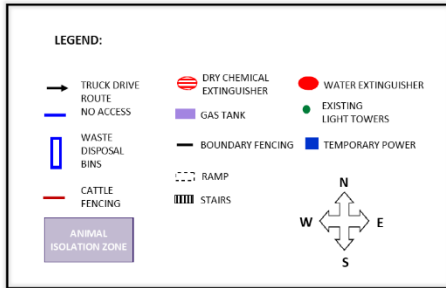 LEGEND:
TRUCK DRIVE
ROUTE
NO ACCESS
WASTE
DISPOSAL
BINS
CATTLE
FENCING
ANIMAL
ISOLATION ZONE
DRY CHEMICAL
EXTINGUISHER
GAS TANK
BOUNDARY FENCING
RAMP
STAIRS
WATER EXTINGUISHER
EXISTING
LIGHT TOWERS
TEMPORARY POWER
N
W E
S